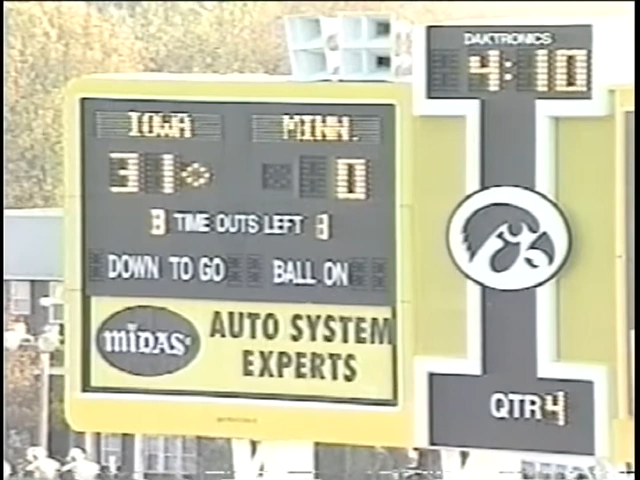 DAKTRONICS
4:10
IOWA MINN.
31 0
3 TIME OUTS LEFT
DOWN TO GO BALL ON
MIDAS AUTO SYSTEM
EXPERTS
QTR 4